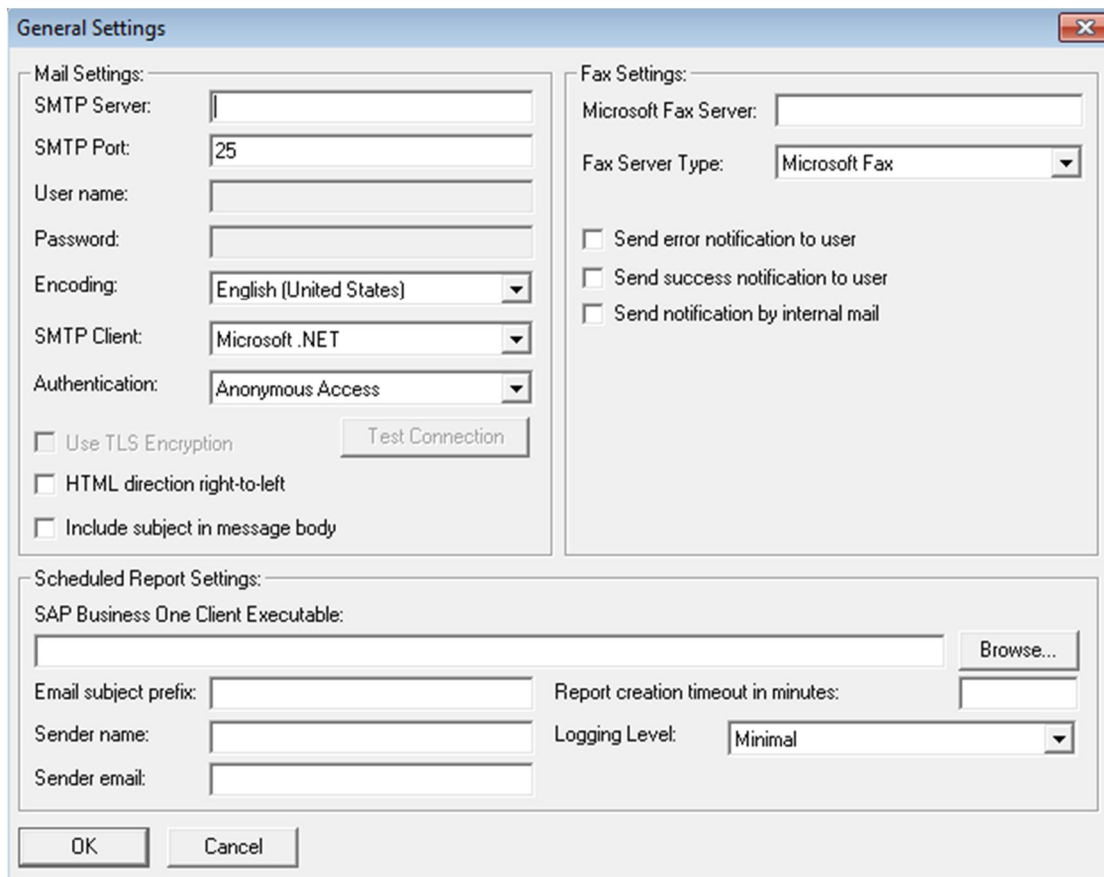 General Settings
Mail Settings:
SMTP Server:
SMTP Port: 25
User name:
Password:
Encoding: English (United States)
SMTP Client: Microsoft .NET
Authentication: Anonymous Access
Use TLS Encryption Test Connection
HTML direction right-to-left
Include subject in message body
Fax Settings:
Microsoft Fax Server:
Fax Server Type: Microsoft Fax
Send error notification to user
Send success notification to user
Send notification by internal mail
Scheduled Report Settings:
SAP Business One Client Executable:
Browse...
Email subject prefix: Report creation timeout in minutes:
Sender name: Logging Level: Minimal
Sender email:
OK Cancel